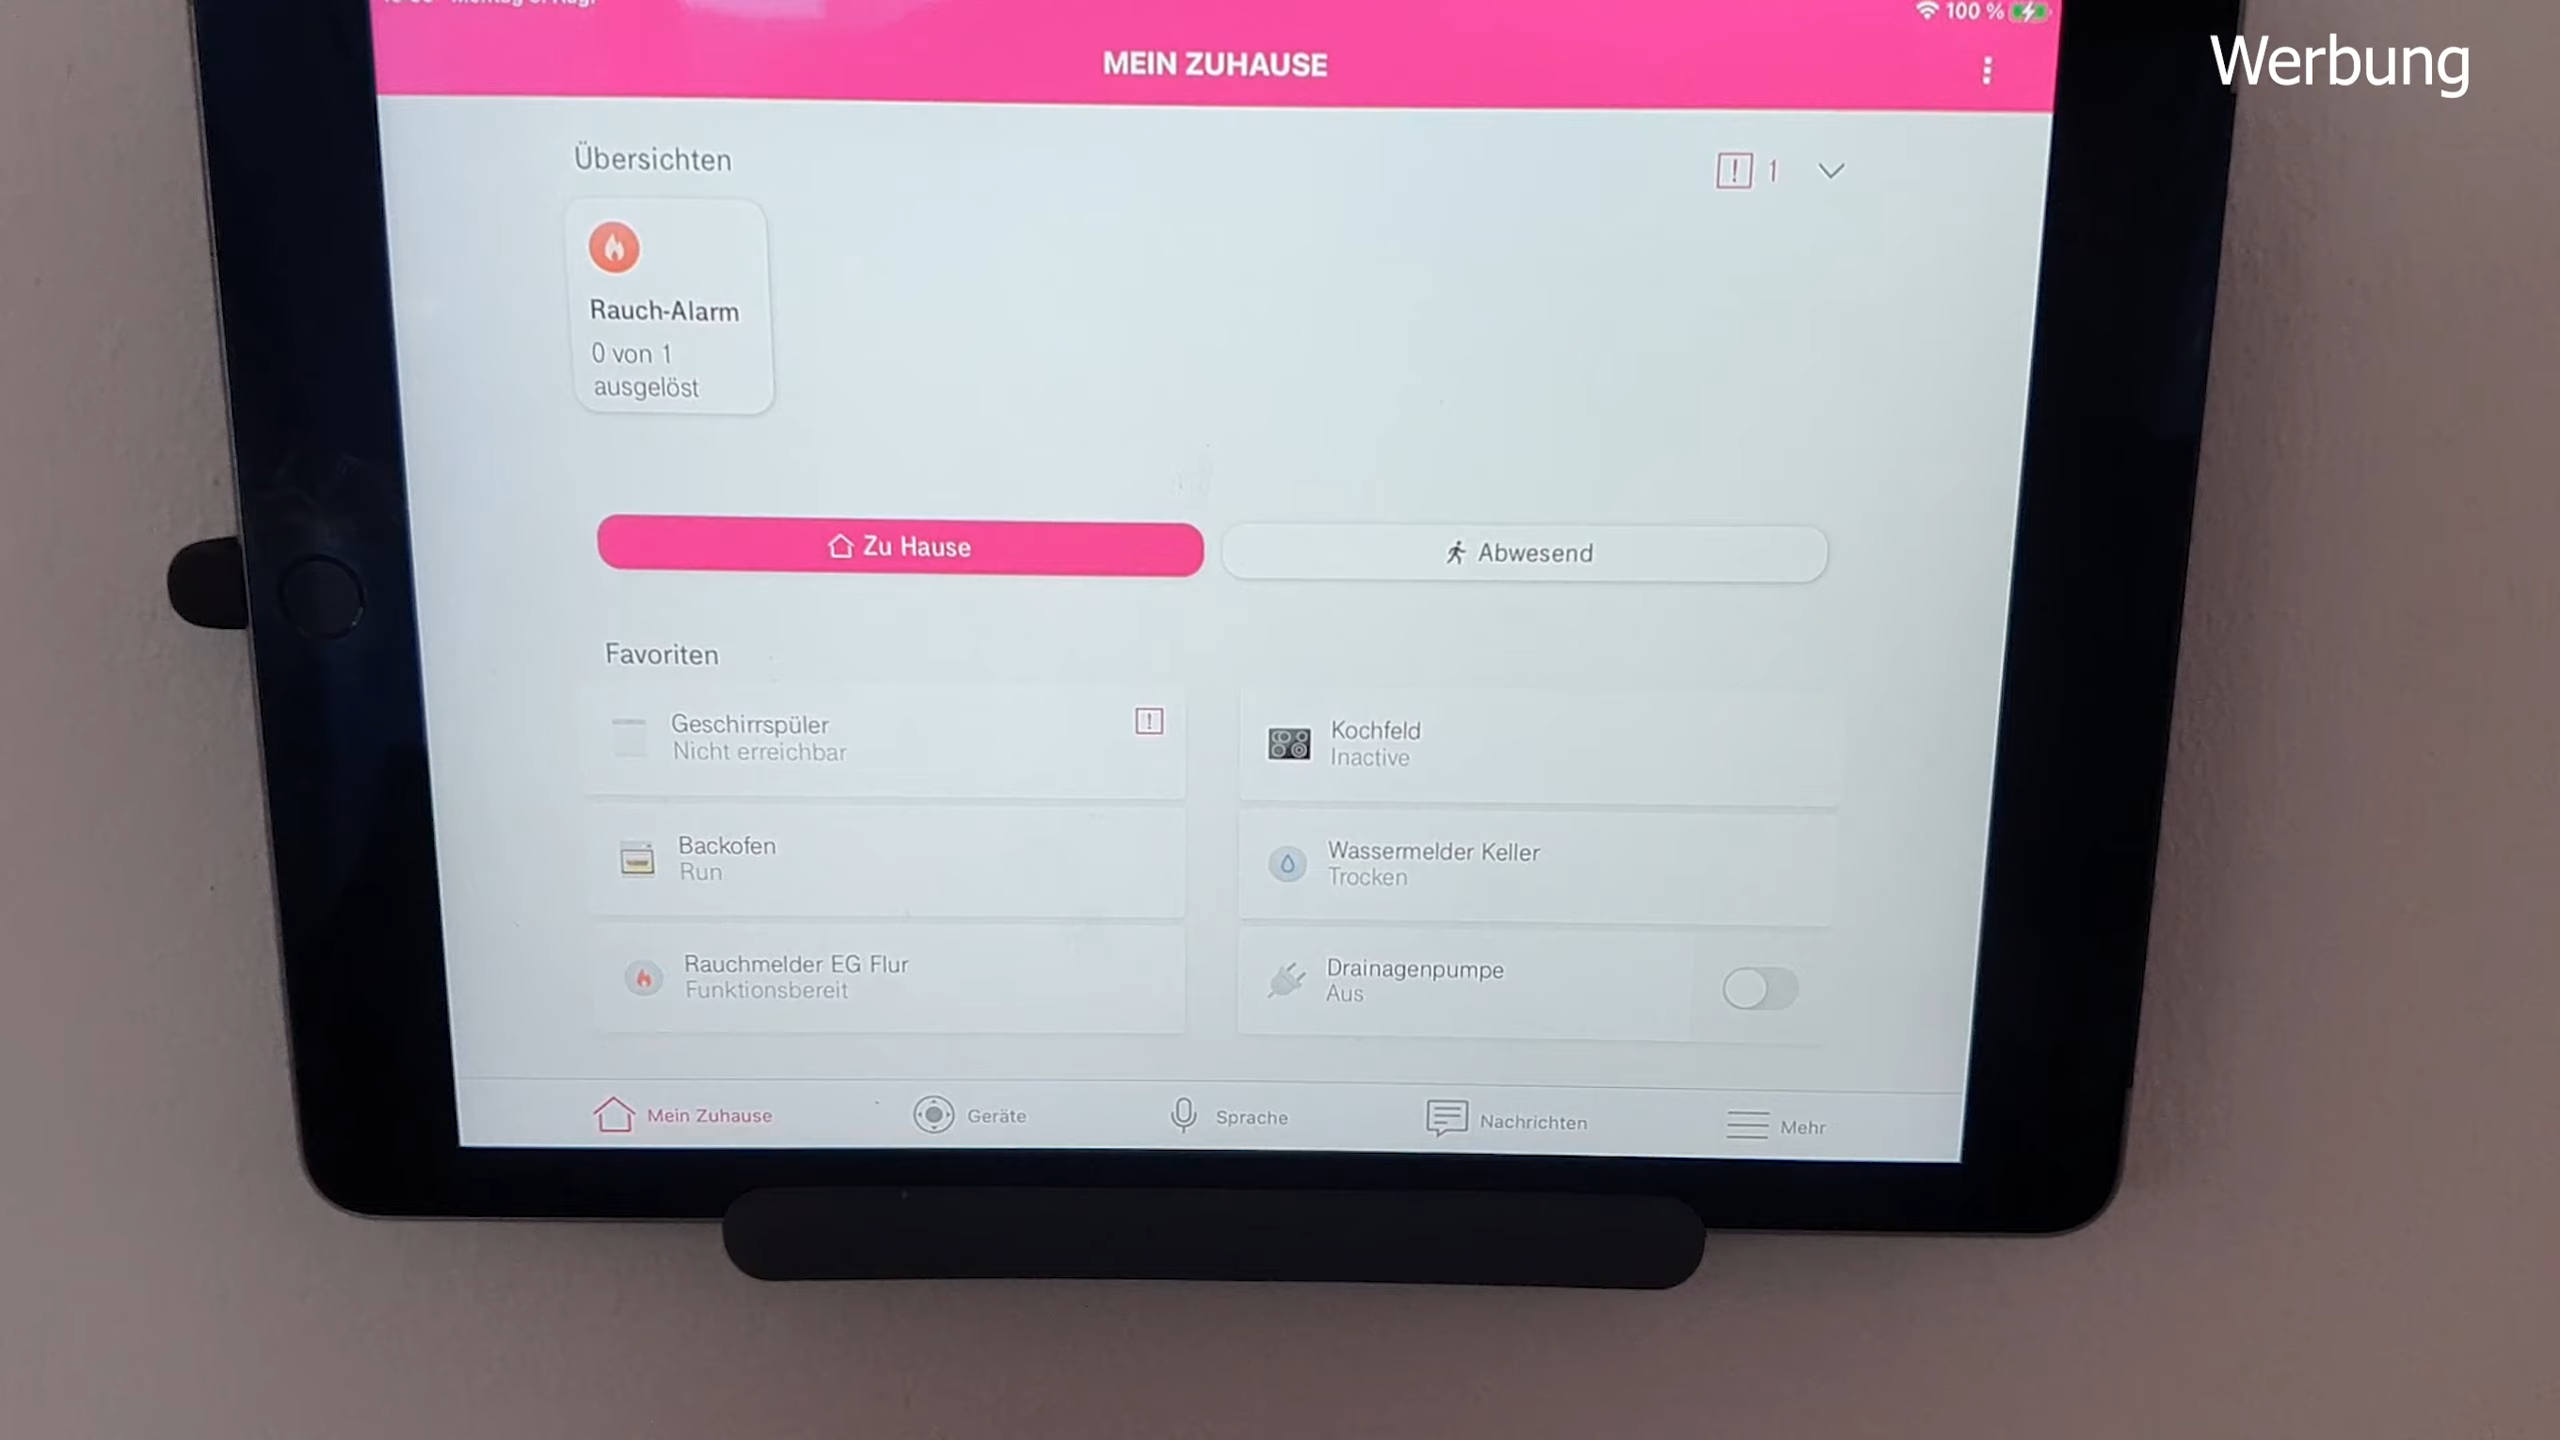 100 %
Werbung
MEIN ZUHAUSE
Übersichten
1
Rauch-Alarm
0 von 1
ausgelöst
Zu Hause
Abwesend
Favoriten
Geschirrspüler
Nicht erreichbar
Kochfeld
Inactive
Backofen
Run
Wassermelder Keller
Trocken
Rauchmelder EG Flur
Funktionsbereit
Drainagenpumpe
Aus
Mein Zuhause
Geräte
Sprache
Nachrichten
Mehr